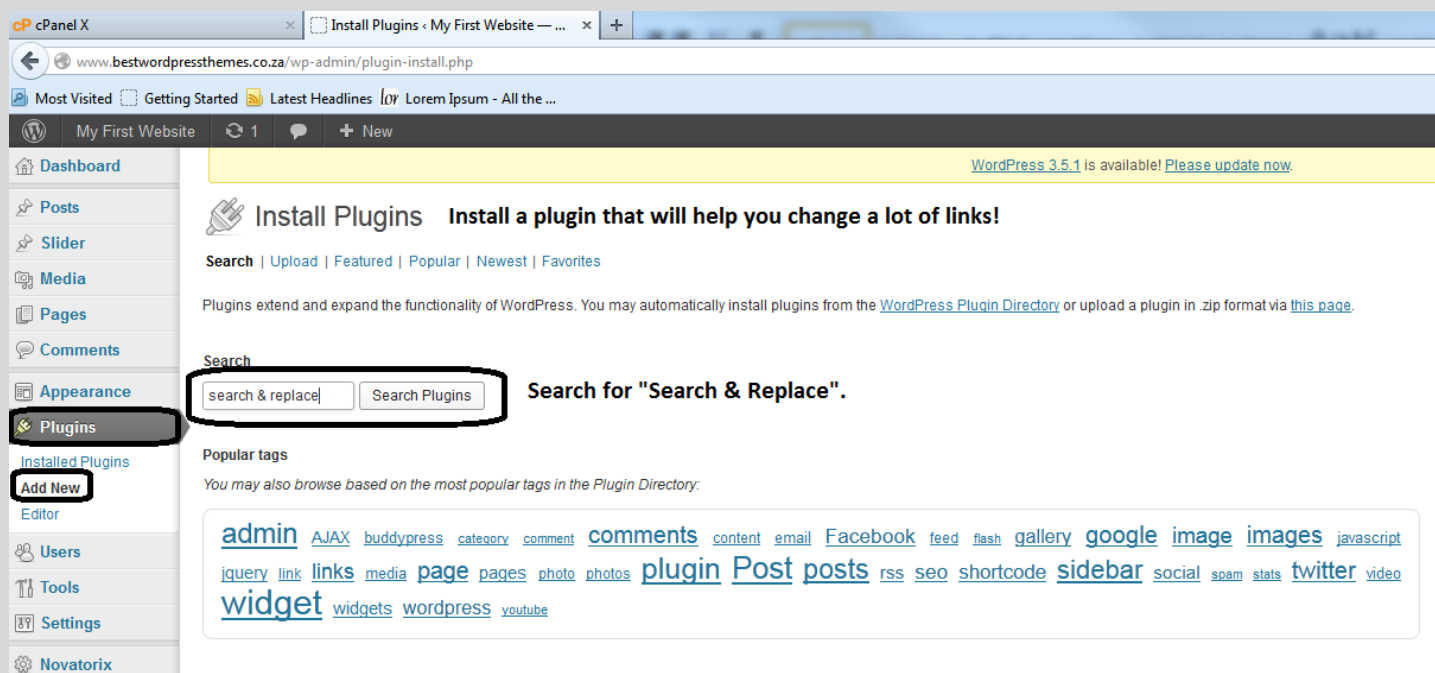 cP cPanel X × Install Plugins ‹ My First Website — ... × +
www.bestwordpressthemes.co.za/wp-admin/plugin-install.php
Most Visited Getting Started Latest Headlines lor Lorem Ipsum - All the ...
My First Website 1 + New
Dashboard
Posts
Slider
Media
Pages
Comments
Appearance
Plugins
Installed Plugins
Add New
Editor
Users
Tools
Settings
Novatorix
WordPress 3.5.1 is available! Please update now.
Install Plugins Install a plugin that will help you change a lot of links!
Search | Upload | Featured | Popular | Newest | Favorites
Plugins extend and expand the functionality of WordPress. You may automatically install plugins from the WordPress Plugin Directory or upload a plugin in .zip format via this page.
Search
search & replace Search Plugins Search for "Search & Replace".
Popular tags
You may also browse based on the most popular tags in the Plugin Directory:
admin AJAX buddypress category comment comments content email Facebook feed flash gallery google image images javascript
jquery link links media page pages photo photos plugin Post posts rss seo shortcode sidebar social spam stats twitter video
widget widgets wordpress youtube